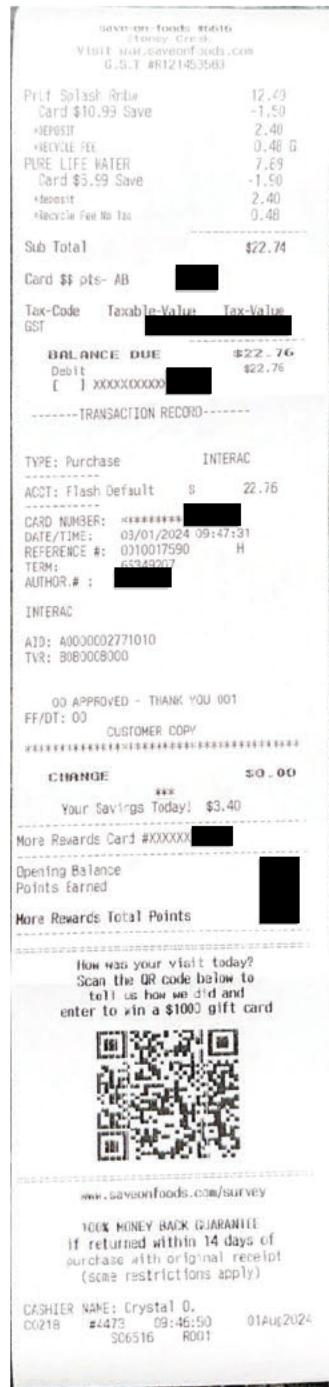 save-on-foods #6616
Stoney Creek
Visit www.saveonfoods.com
G.S.T #R121453583
Prlf Splash Rnbw 12.49
Card $10.99 Save -1.50
+DEPOSIT 2.40
+RECYCLE FEE 0.48 G
PURE LIFE WATER 7.89
Card $5.99 Save -1.90
+deposit 2.40
+Recycle Fee No Tax 0.48
Sub Total $22.74
Card $$ pts- AB
Tax-Code Taxable-Value Tax-Value
GST
BALANCE DUE $22.76
Debit $22.76
[ ] XXXXXXXXXXX
-------TRANSACTION RECORD-------
TYPE: Purchase INTERAC
ACCT: Flash Default S 22.76
CARD NUMBER: *********
DATE/TIME: 08/01/2024 09:47:31
REFERENCE #: 0010017590 H
TERM: 66349207
AUTHOR.# :
INTERAC
AID: A0000002771010
TVR: 8080008000
00 APPROVED - THANK YOU 001
FF/DT: 00
CUSTOMER COPY
****************************************
CHANGE $0.00
***
Your Savings Today! $3.40
More Rewards Card #XXXXXX
Opening Balance
Points Earned
More Rewards Total Points
How was your visit today?
Scan the QR code below to
tell us how we did and
enter to win a $1000 gift card
www.saveonfoods.com/survey
100% MONEY BACK GUARANTEE
if returned within 14 days of
purchase with original receipt
(some restrictions apply)
CASHIER NAME: Crystal O.
C0218 #4473 09:46:50 01Aug2024
S06516 R001